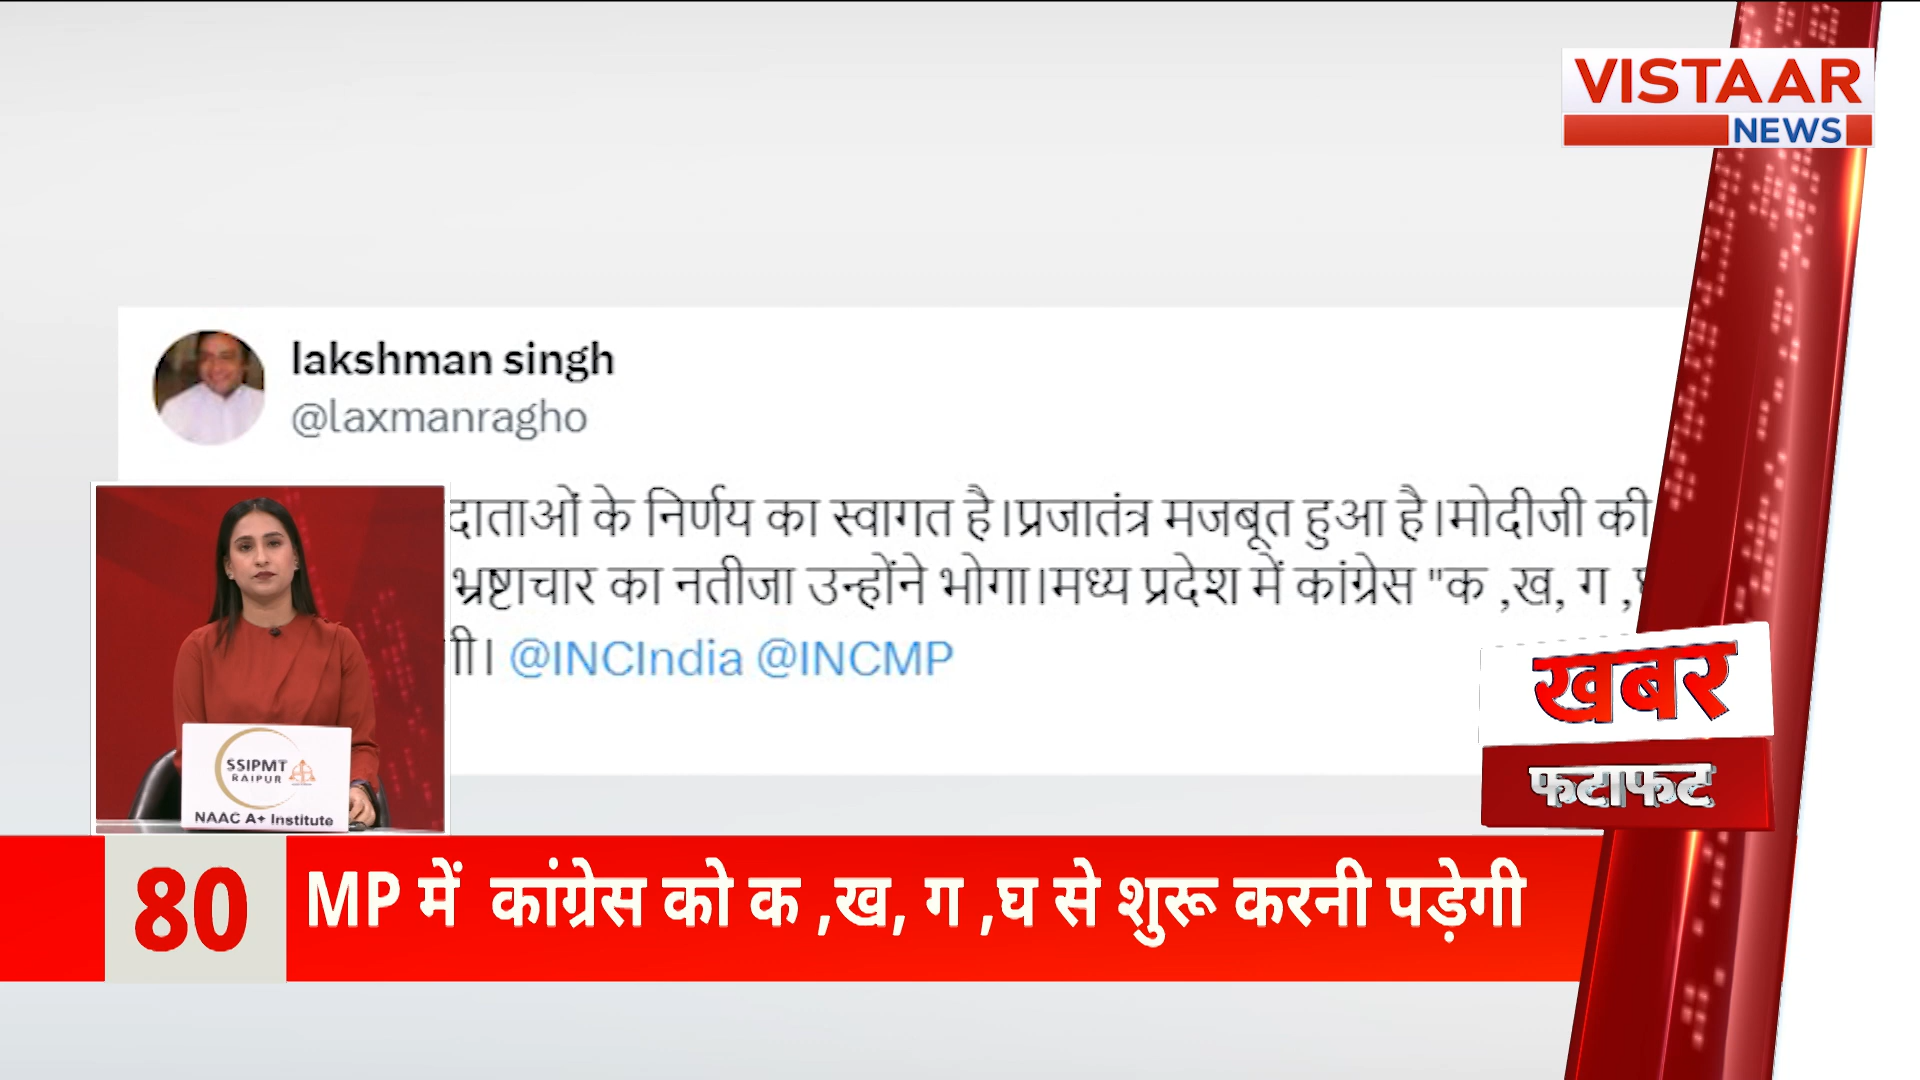 VISTAAR
NEWS
lakshman singh
@laxmanragho
दाताओं के निर्णय का स्वागत है।प्रजातंत्र मजबूत हुआ है।मोदीजी की
भ्रष्टाचार का नतीजा उन्होंने भोगा।मध्य प्रदेश में कांग्रेस "क ,ख, ग ,
@INCIndia @INCMP
खबर
फटाफट
SSIPMT
RAIPUR
NAAC A+ Institute
80
MP में कांग्रेस को क ,ख, ग ,घ से शुरू करनी पड़ेगी